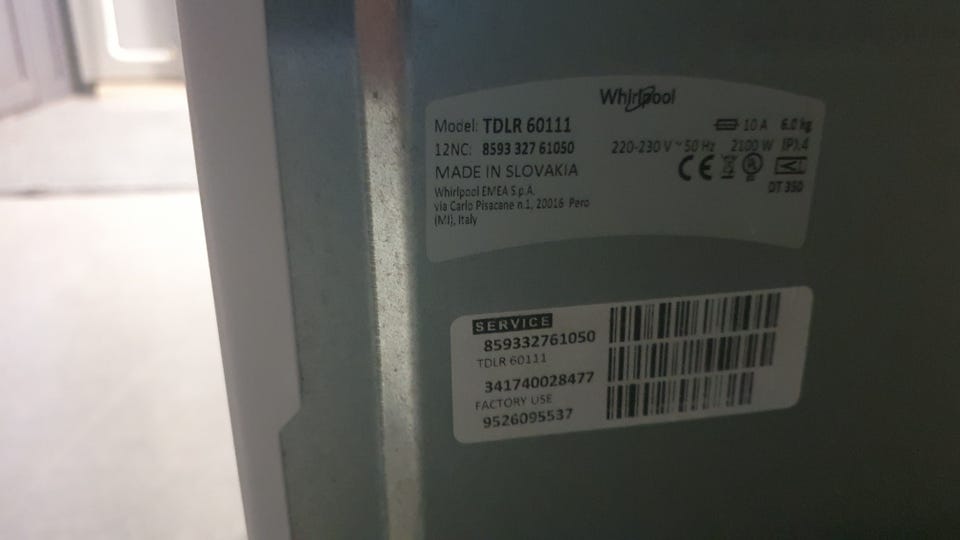 Whirlpool
Model: TDLR 60111
10 A 6.0 kg
12NC: 8593 327 61050
220-230 V ~ 50 Hz 2100 W IPX4
MADE IN SLOVAKIA
DT 350
Whirlpool EMEA S.p.A.
via Carlo Pisacane n.1, 20016 Pero
(MI), Italy
SERVICE
859332761050
TDLR 60111
341740028477
FACTORY USE
9526095537